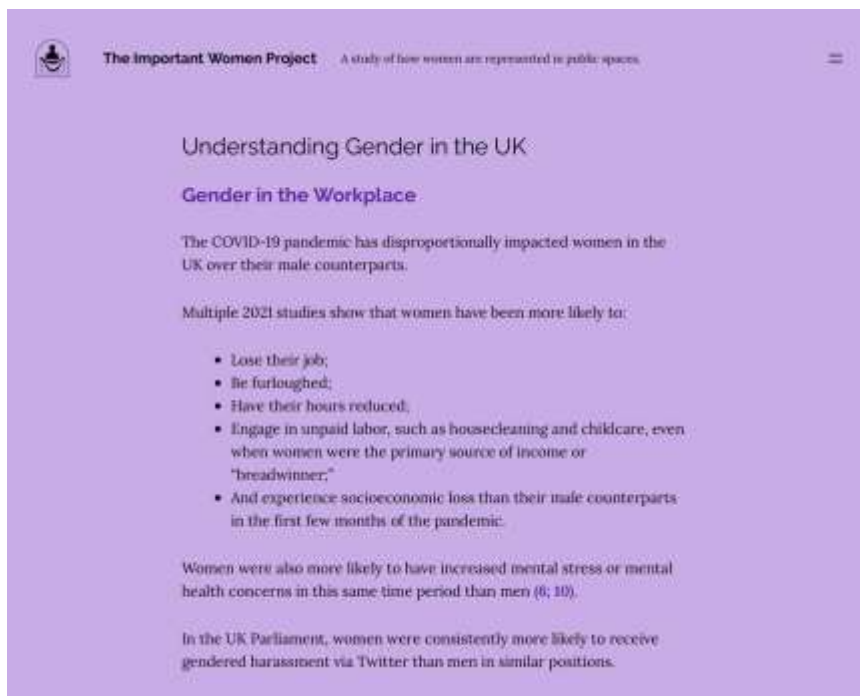 The Important Women Project
A study of how women are represented in public spaces.
Understanding Gender in the UK
Gender in the Workplace
The COVID-19 pandemic has disproportionally impacted women in the
UK over their male counterparts.
Multiple 2021 studies show that women have been more likely to:
• Lose their job;
• Be furloughed;
• Have their hours reduced;
• Engage in unpaid labor, such as housecleaning and childcare, even
when women were the primary source of income or
"breadwinner;"
• And experience socioeconomic loss than their male counterparts
in the first few months of the pandemic.
Women were also more likely to have increased mental stress or mental
health concerns in this same time period than men (6; 10).
In the UK Parliament, women were consistently more likely to receive
gendered harassment via Twitter than men in similar positions.